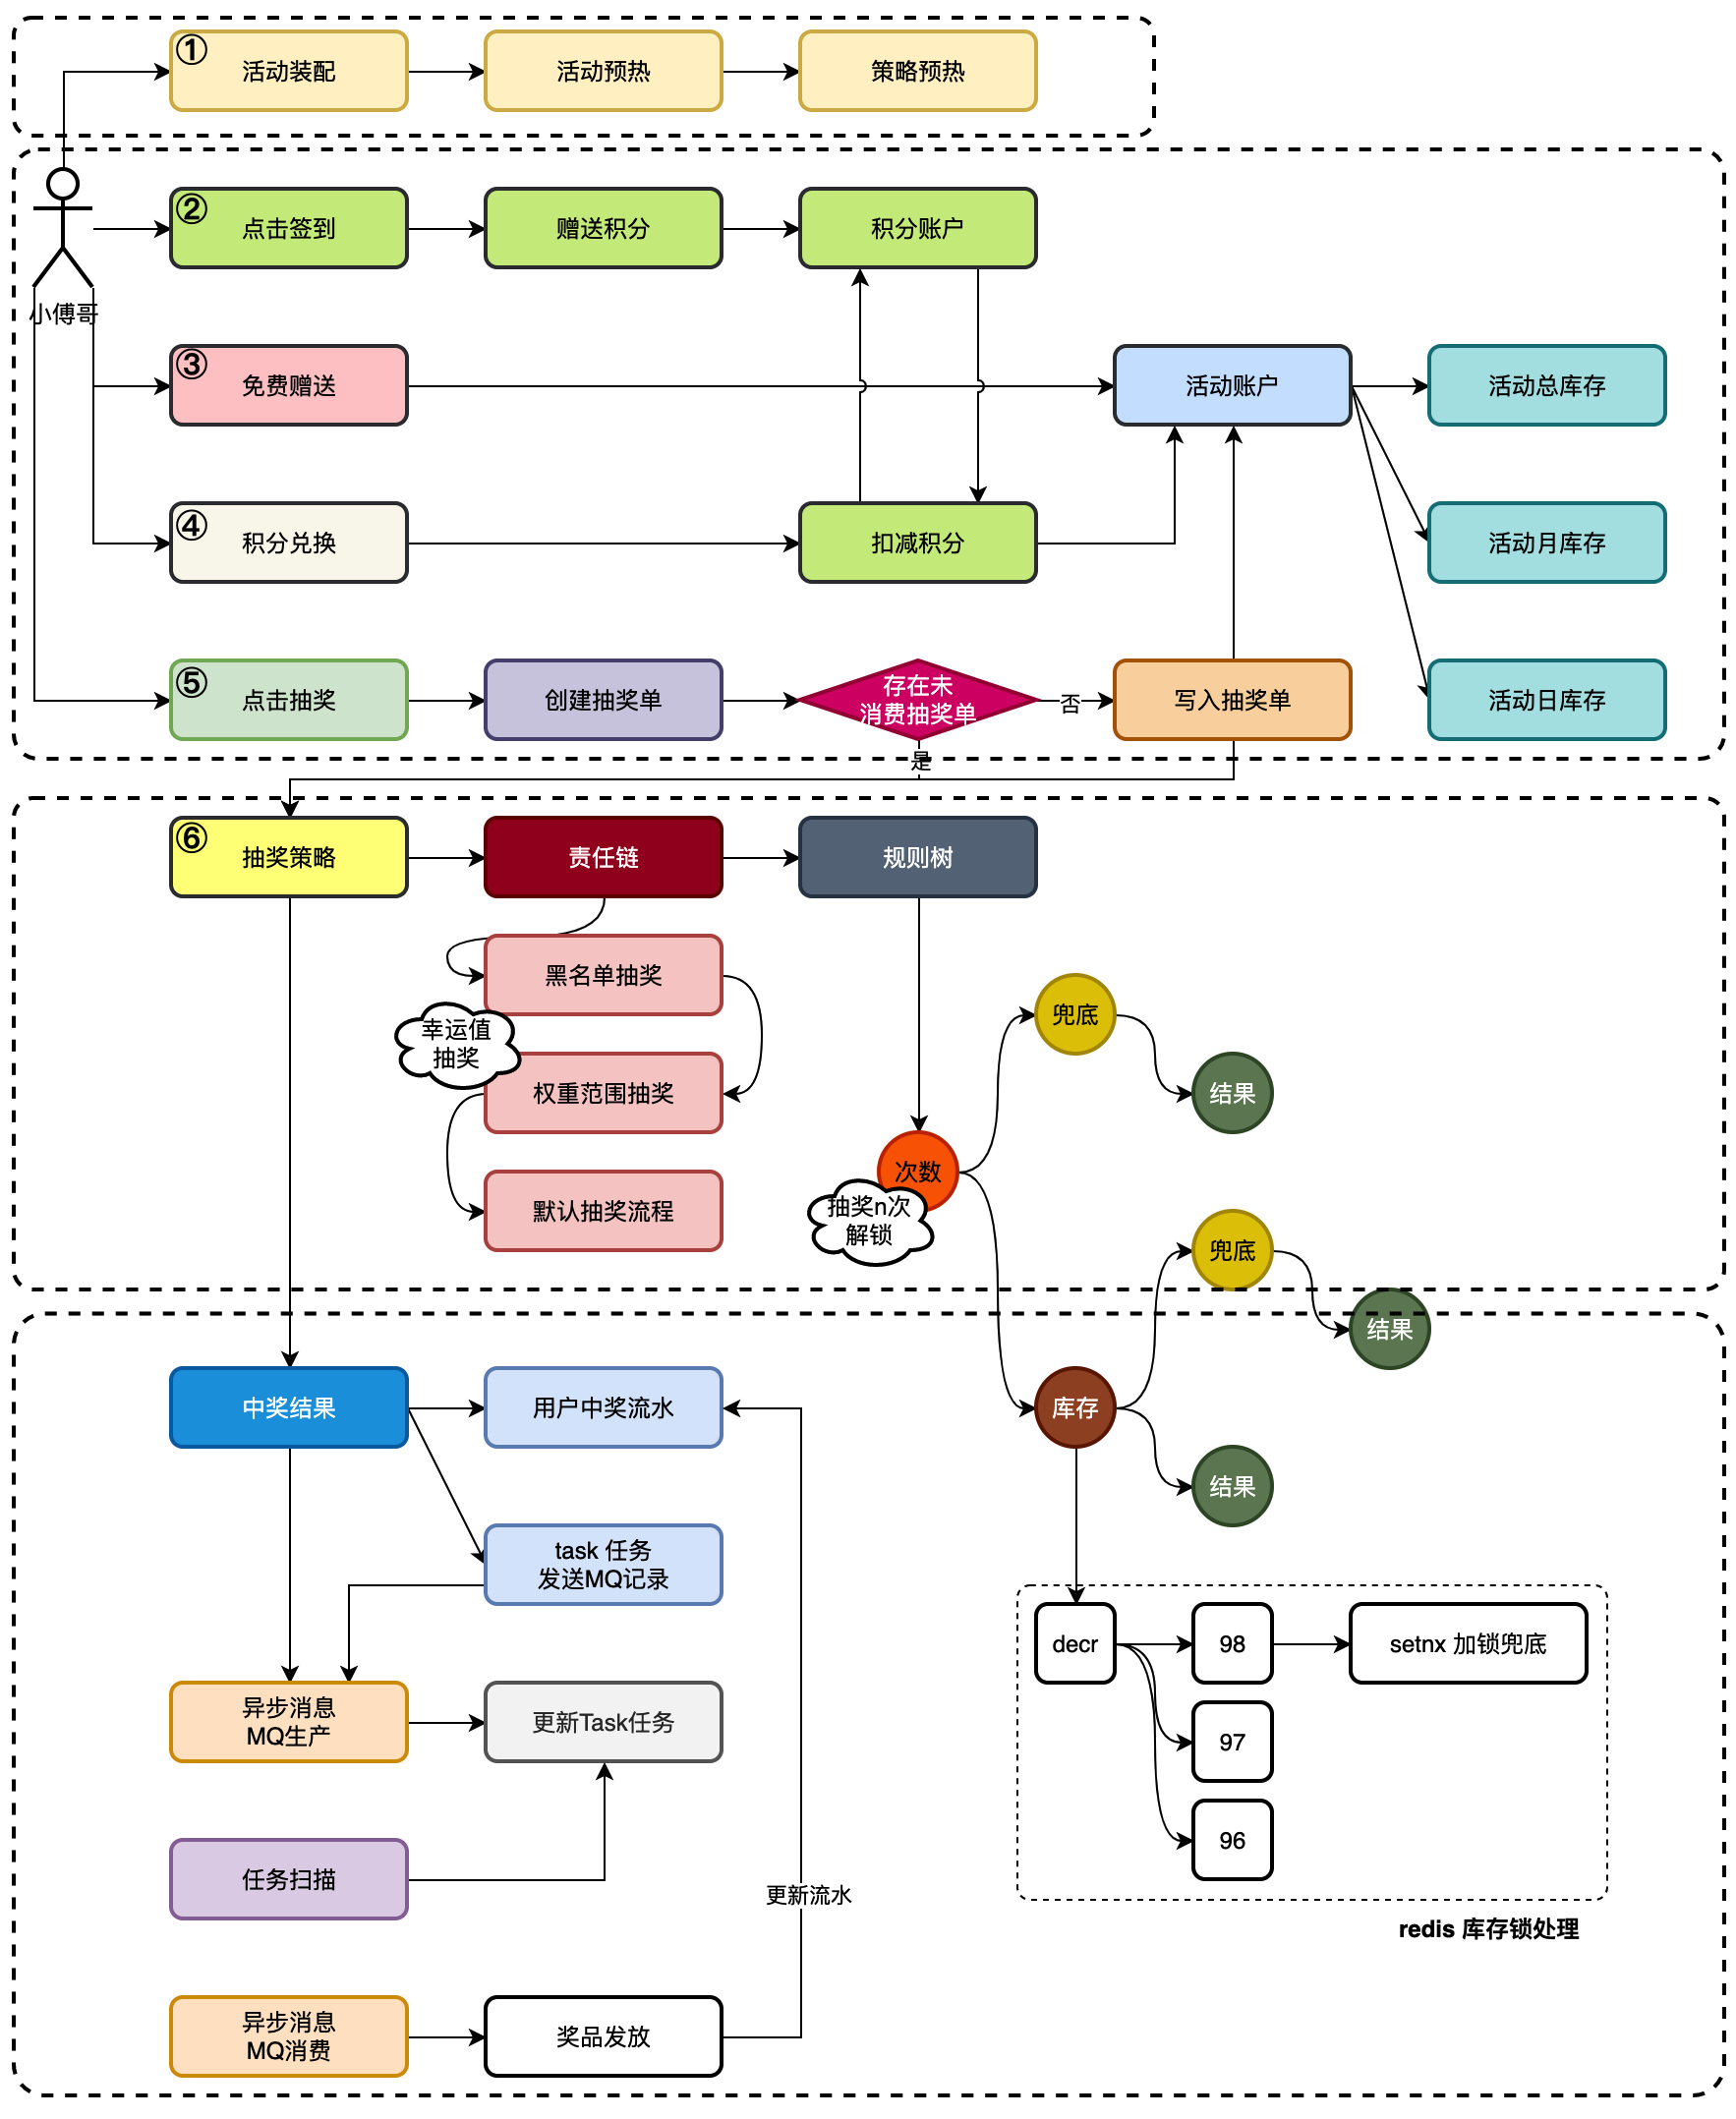 ①
活动装配
活动预热
策略预热
②
点击签到
赠送积分
积分账户
小傅哥
③
免费赠送
活动账户
活动总库存
④
积分兑换
扣减积分
活动月库存
⑤
点击抽奖
创建抽奖单
存在未
消费抽奖单
否
写入抽奖单
活动日库存
是
⑥
抽奖策略
责任链
规则树
黑名单抽奖
幸运值
抽奖
兜底
权重范围抽奖
结果
次数
抽奖n次
解锁
默认抽奖流程
兜底
结果
中奖结果
用户中奖流水
库存
结果
task 任务
发送MQ记录
decr
98
setnx 加锁兜底
异步消息
MQ生产
更新Task任务
97
96
任务扫描
更新流水
redis 库存锁处理
异步消息
MQ消费
奖品发放